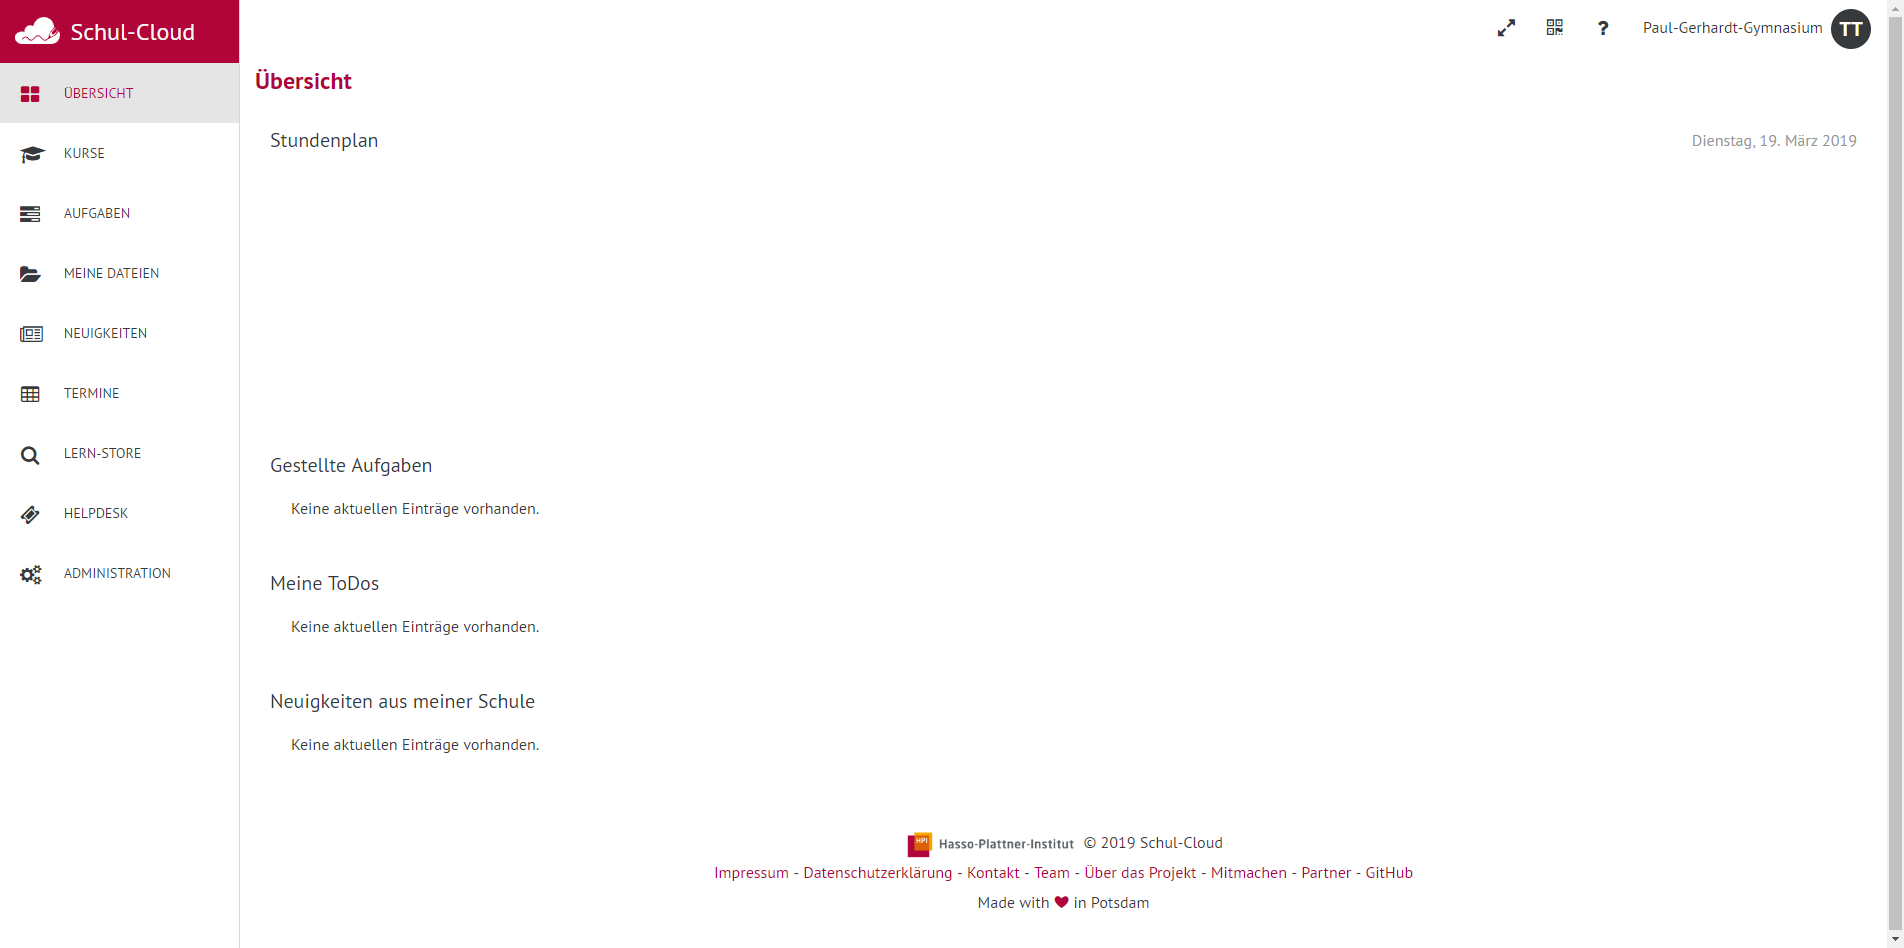 Schul-Cloud
Paul-Gerhardt-Gymnasium TT
ÜBERSICHT
KURSE
AUFGABEN
MEINE DATEIEN
NEUIGKEITEN
TERMINE
LERN-STORE
HELPDESK
ADMINISTRATION
Übersicht
Stundenplan
Dienstag, 19. März 2019
Gestellte Aufgaben
Keine aktuellen Einträge vorhanden.
Meine ToDos
Keine aktuellen Einträge vorhanden.
Neuigkeiten aus meiner Schule
Keine aktuellen Einträge vorhanden.
HPI Hasso-Plattner-Institut © 2019 Schul-Cloud
Impressum - Datenschutzerklärung - Kontakt - Team - Über das Projekt - Mitmachen - Partner - GitHub
Made with ♥ in Potsdam